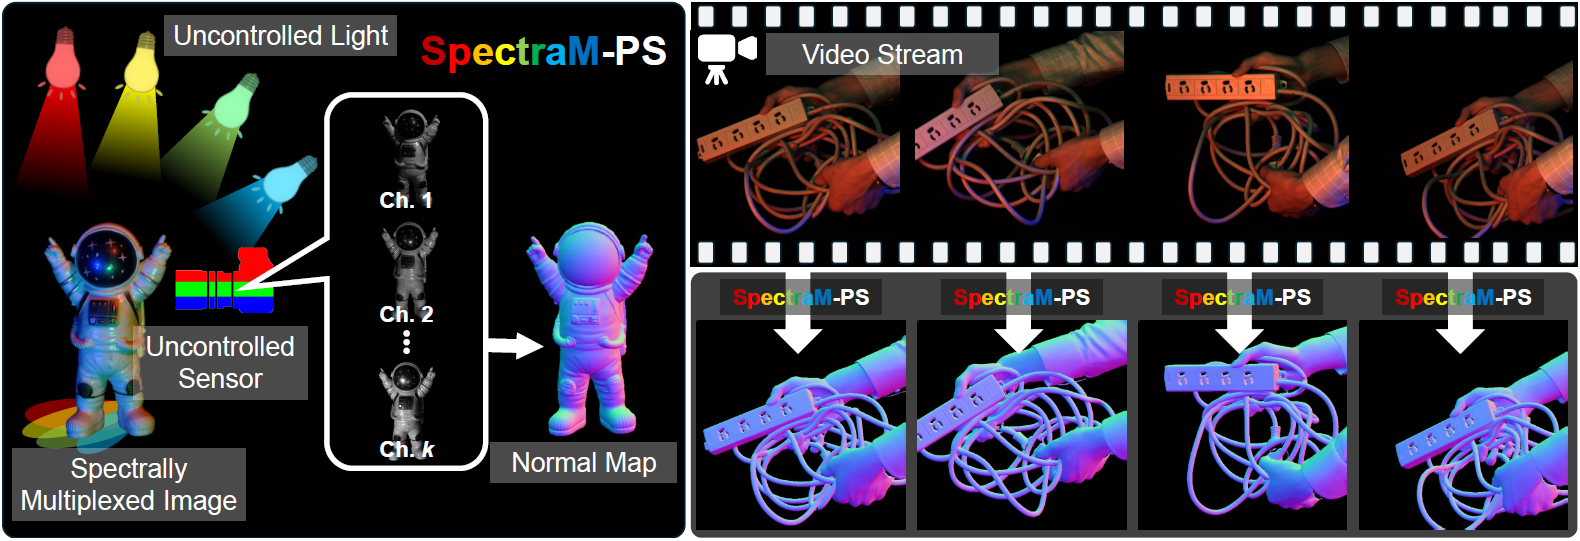 Uncontrolled Light
SpectraM-PS
Ch. 1
Ch. 2
Ch. k
Uncontrolled
Sensor
Spectrally
Multiplexed Image
Normal Map
Video Stream
SpectraM-PS
SpectraM-PS
SpectraM-PS
SpectraM-PS